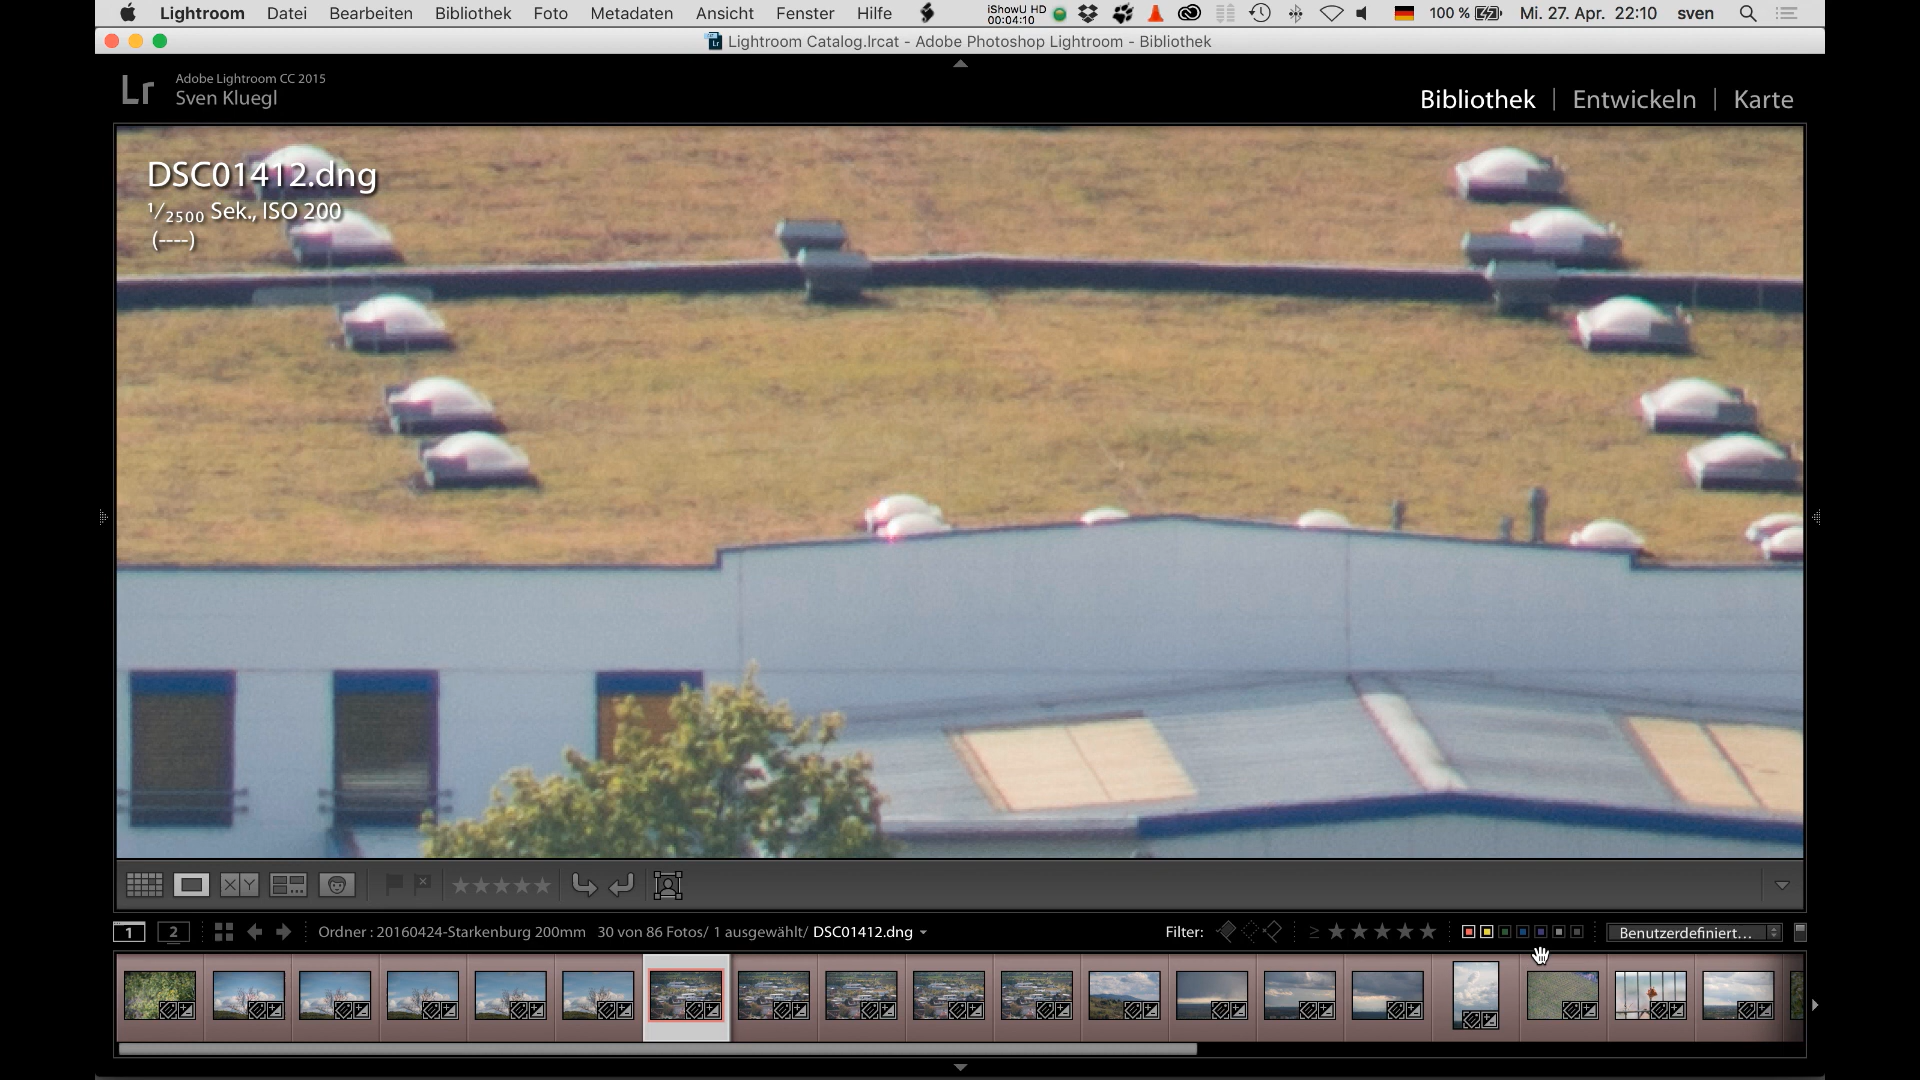 Lightroom Datei Bearbeiten Bibliothek Foto Metadaten Ansicht Fenster Hilfe iShowU HD 00:04:10 100 % Mi. 27. Apr. 22:10 sven
Lightroom Catalog.lrcat - Adobe Photoshop Lightroom - Bibliothek
Lr Adobe Lightroom CC 2015
Sven Kluegl
Bibliothek | Entwickeln | Karte
DSC01412.dng
1/2500 Sek., ISO 200
(----)
X Y
1 2 Ordner : 20160424-Starkenburg 200mm 30 von 86 Fotos/ 1 ausgewählt/ DSC01412.dng Filter: ≥ Benutzerdefiniert...